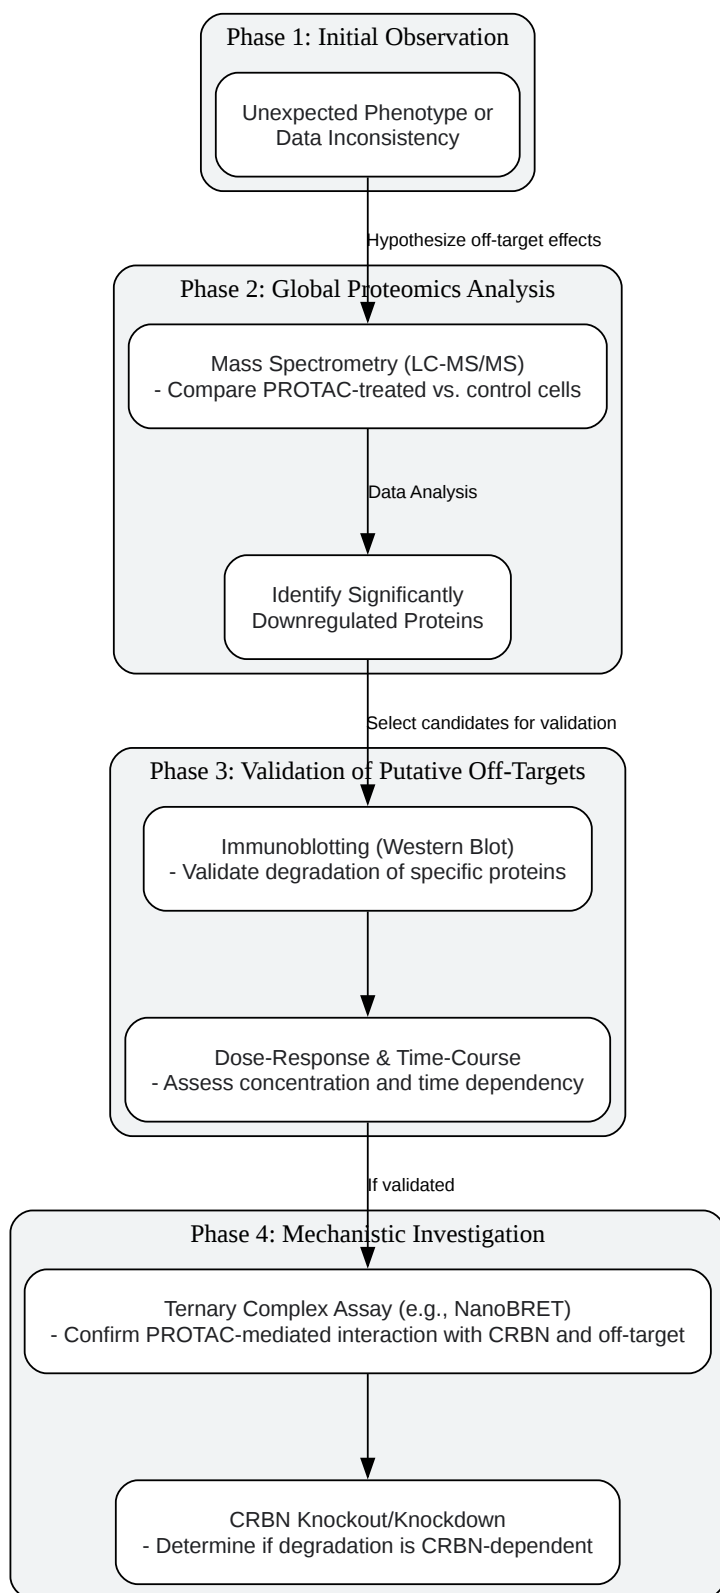 Phase 1: Initial Observation
Unexpected Phenotype or
Data Inconsistency
Hypothesize off-target effects
Phase 2: Global Proteomics Analysis
Mass Spectrometry (LC-MS/MS)
- Compare PROTAC-treated vs. control cells
Data Analysis
Identify Significantly
Downregulated Proteins
Select candidates for validation
Phase 3: Validation of Putative Off-Targets
Immunoblotting (Western Blot)
- Validate degradation of specific proteins
Dose-Response & Time-Course
- Assess concentration and time dependency
If validated
Phase 4: Mechanistic Investigation
Ternary Complex Assay (e.g., NanoBRET)
- Confirm PROTAC-mediated interaction with CRBN and off-target
CRBN Knockout/Knockdown
- Determine if degradation is CRBN-dependent